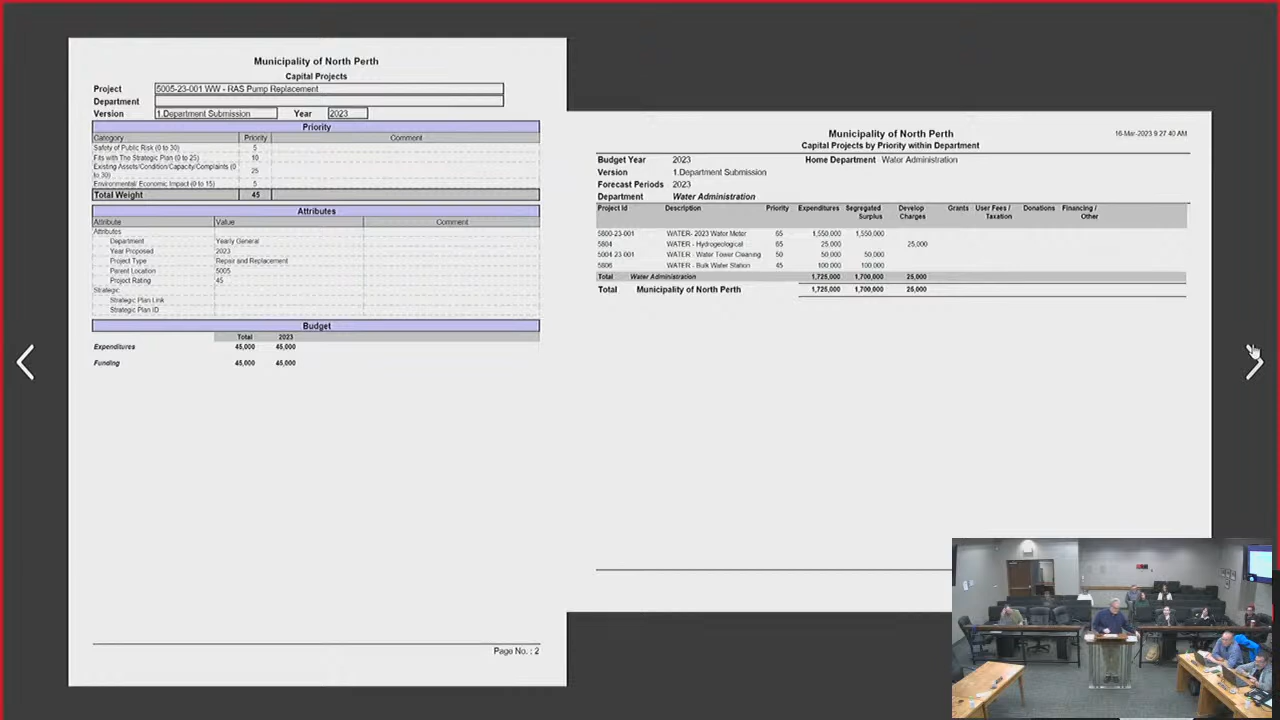 Municipality of North Perth
Capital Projects
Project 5005-23-001 WW - RAS Pump Replacement
Department
Version 1.Department Submission Year 2023
Priority
Category Priority Comment
Safety of Public Risk (0 to 30) 5
Fits with The Strategic Plan (0 to 25) 10
Existing Assets/Condition/Capacity/Complaints (0
to 30) 25
Environmental/ Economic Impact (0 to 15) 5
Total Weight 45
Attributes
Attribute Value Comment
Attributes
Department Yearly General
Year Proposed 2023
Project Type Repair and Replacement
Parent Location 5005
Project Rating 45
Strategic
Strategic Plan Link
Strategic Plan ID
Budget
Total 2023
Expenditures 45,000 45,000
Funding 45,000 45,000
Page No. : 2
Municipality of North Perth 16-Mar-2023 9:27:40 AM
Capital Projects by Priority within Department
Budget Year 2023 Home Department Water Administration
Version 1.Department Submission
Forecast Periods 2023
Department Water Administration
Project Id Description Priority Expenditures Segregated Develop Grants User Fees / Donations Financing /
Surplus Charges Taxation Other
5800-23-001 WATER- 2023 Water Meter 65 1,550,000 1,550,000
5804 WATER - Hydrogeological 65 25,000 25,000
5004 23-001 WATER - Water Tower Cleaning 50 50,000 50,000
5806 WATER - Bulk Water Station 45 100,000 100,000
Total Water Administration 1,725,000 1,700,000 25,000
Total Municipality of North Perth 1,725,000 1,700,000 25,000